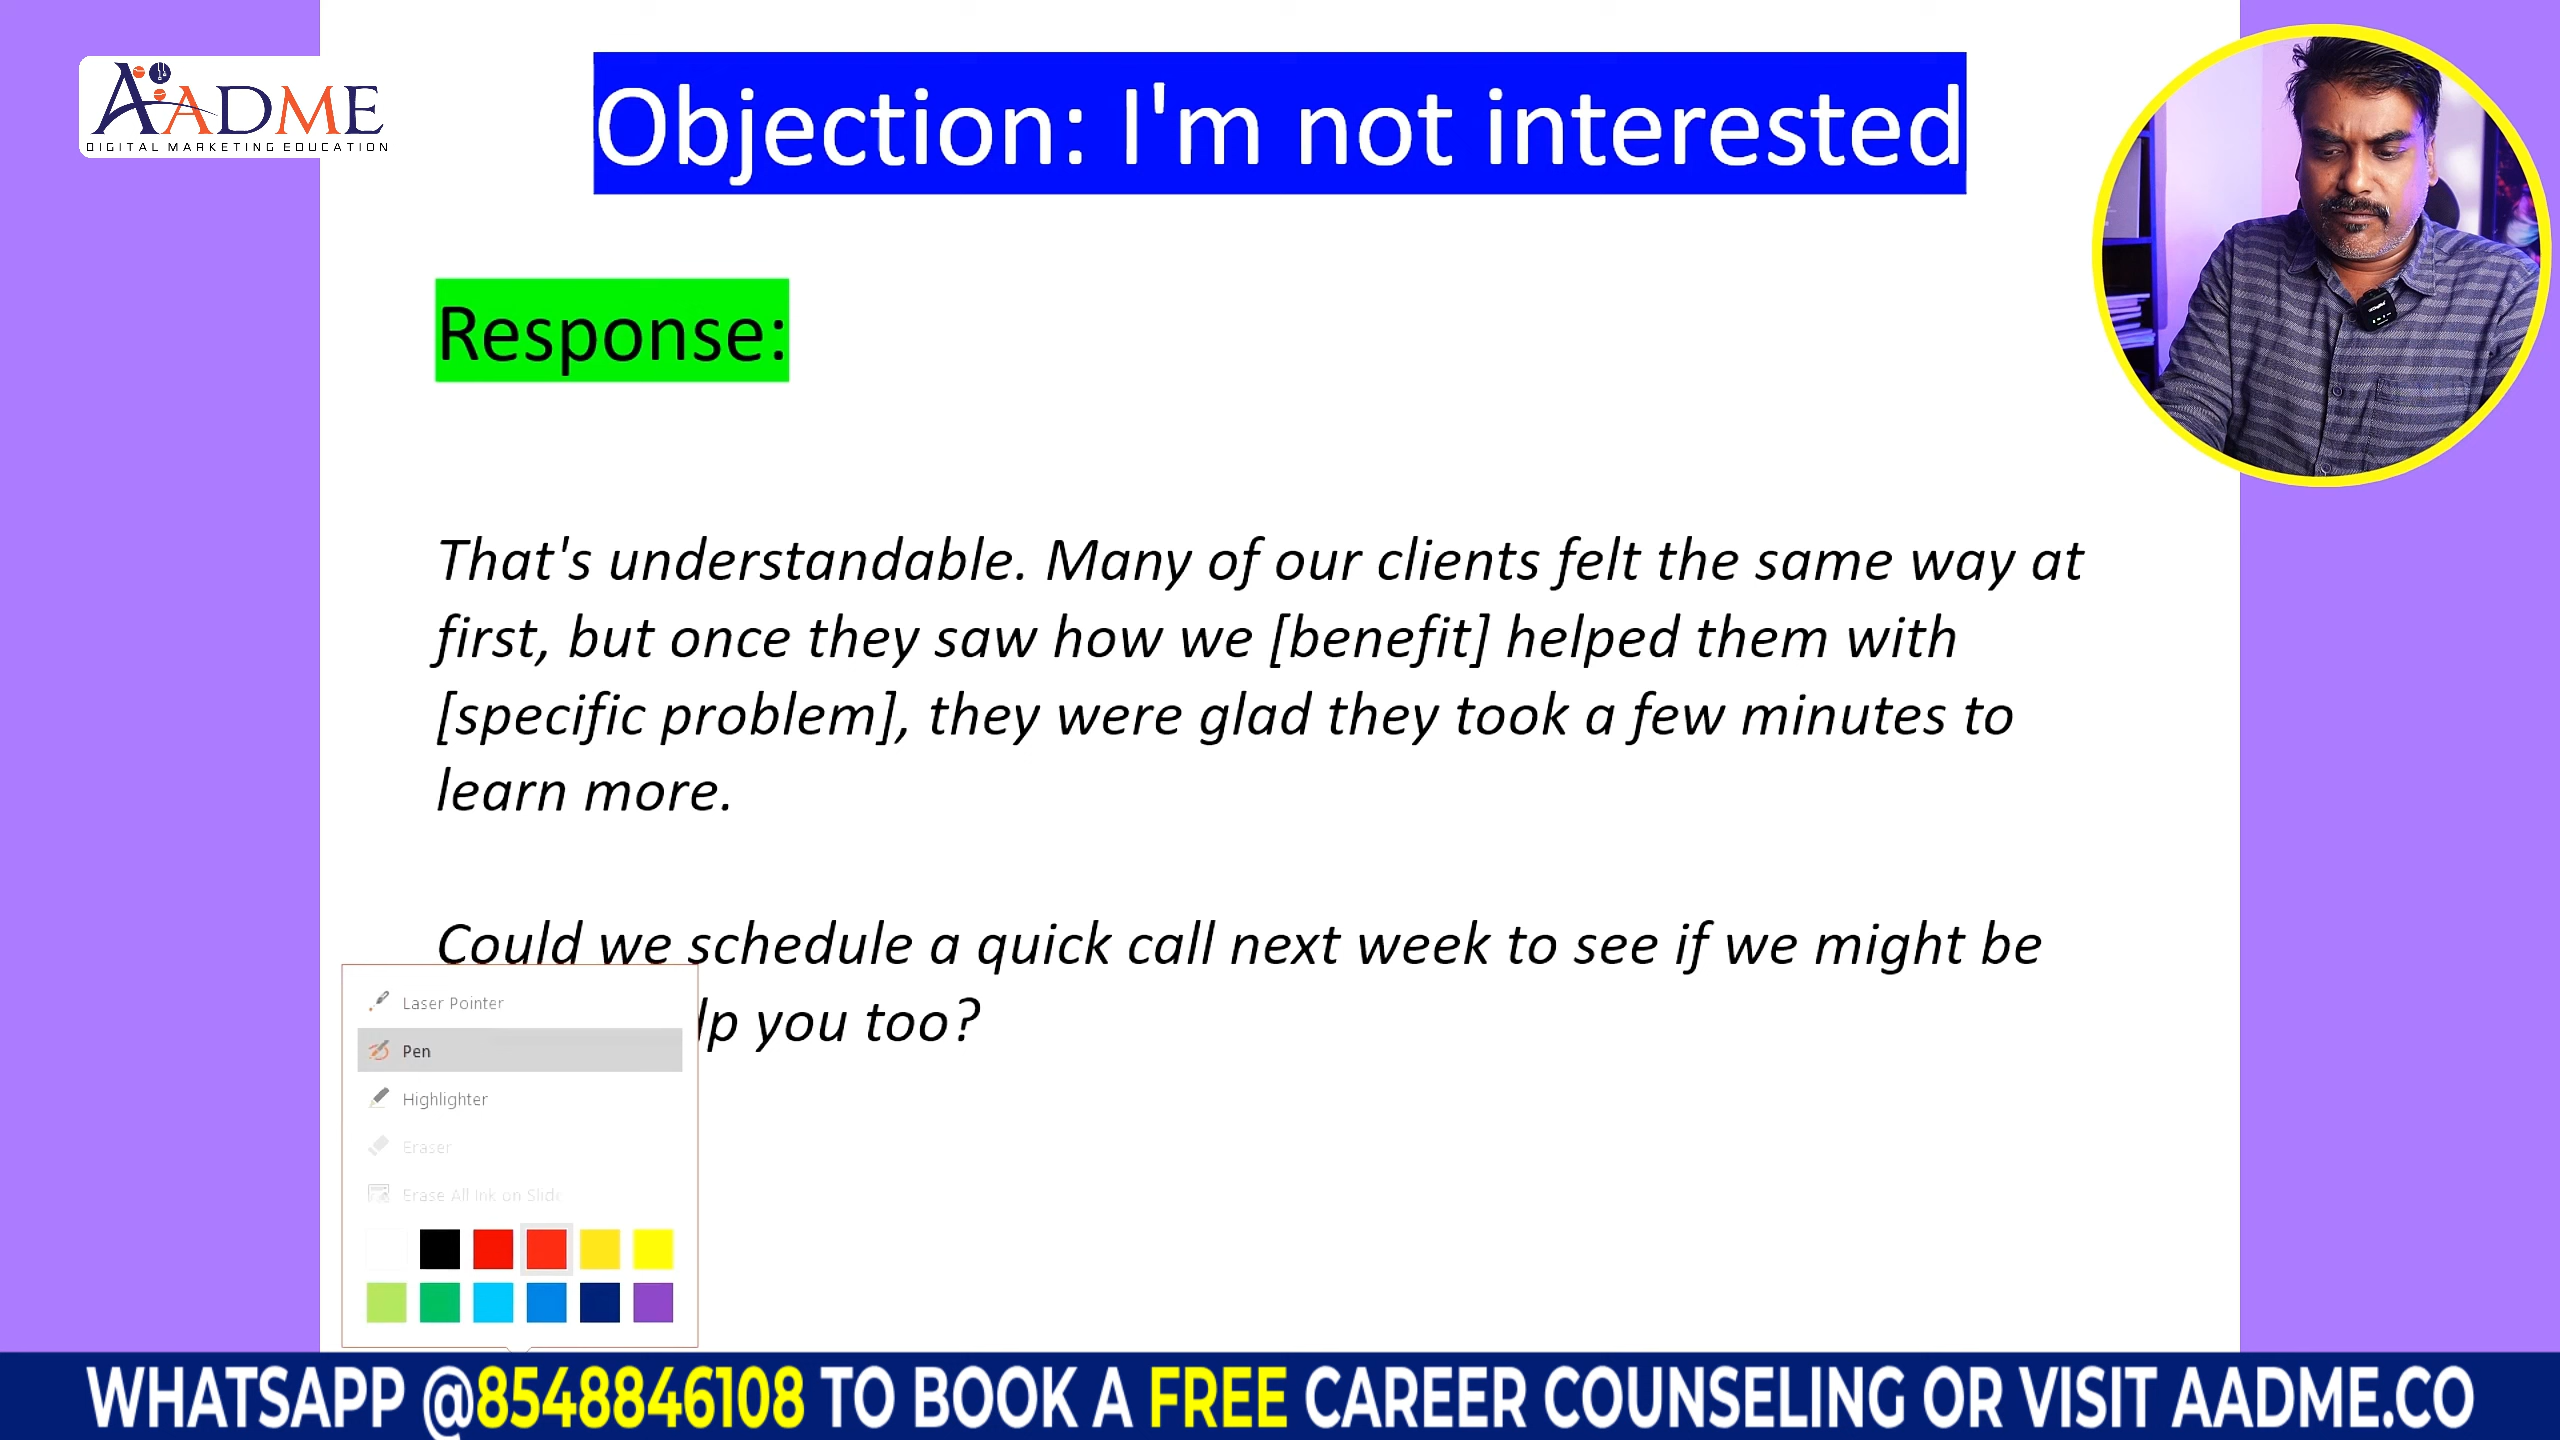 AADME
DIGITAL MARKETING EDUCATION
Objection: I'm not interested
Response:
That's understandable. Many of our clients felt the same way at
first, but once they saw how we [benefit] helped them with
[specific problem], they were glad they took a few minutes to
learn more.
Could we schedule a quick call next week to see if we might be
lp you too?
Laser Pointer
Pen
Highlighter
Eraser
Erase All Ink on Slide
WHATSAPP @8548846108 TO BOOK A FREE CAREER COUNSELING OR VISIT AADME.CO